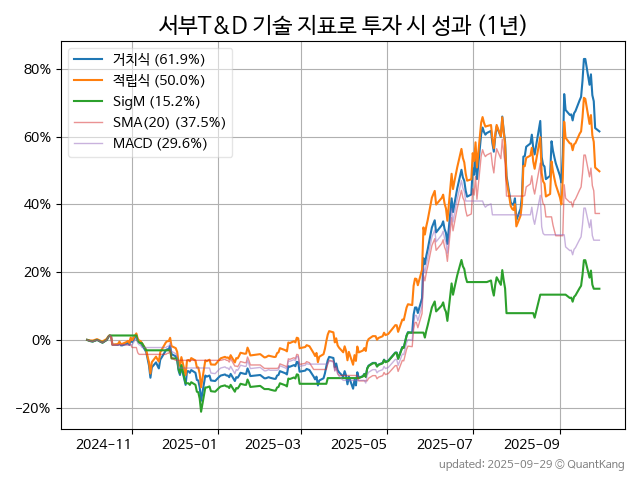 서부T&D 기술 지표로 투자 시 성과 (1년)
거치식 (61.9%)
적립식 (50.0%)
SigM (15.2%)
SMA(20) (37.5%)
MACD (29.6%)
80%
60%
40%
20%
0%
−20%
2024−11
2025−01
2025−03
2025−05
2025−07
2025−09
updated: 2025−09−29 © QuantKang